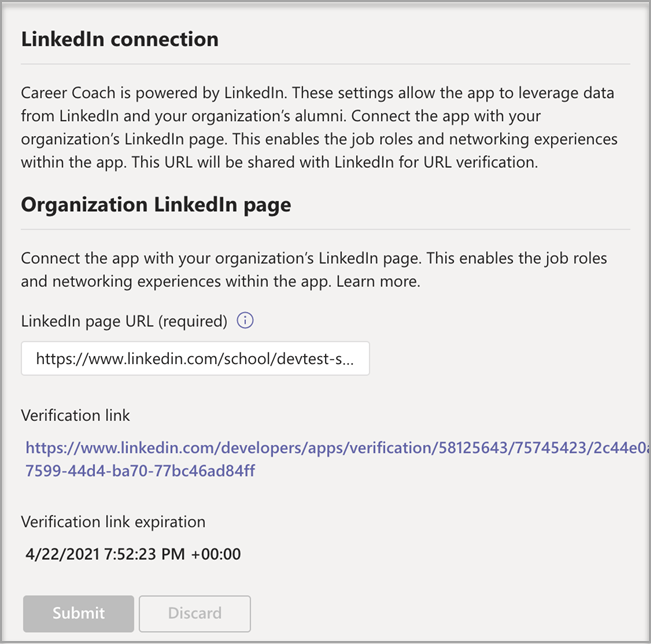 LinkedIn connection
Career Coach is powered by LinkedIn. These settings allow the app to leverage data
from LinkedIn and your organization's alumni. Connect the app with your
organization's LinkedIn page. This enables the job roles and networking experiences
within the app. This URL will be shared with LinkedIn for URL verification.
Organization LinkedIn page
Connect the app with your organization's LinkedIn page. This enables the job roles
and networking experiences within the app. Learn more.
LinkedIn page URL (required)
https://www.linkedin.com/school/devtest-s...
Verification link
https://www.linkedin.com/developers/apps/verification/58125643/75745423/2c44e0a
7599-44d4-ba70-77bc46ad84ff
Verification link expiration
4/22/2021 7:52:23 PM +00:00
Submit Discard